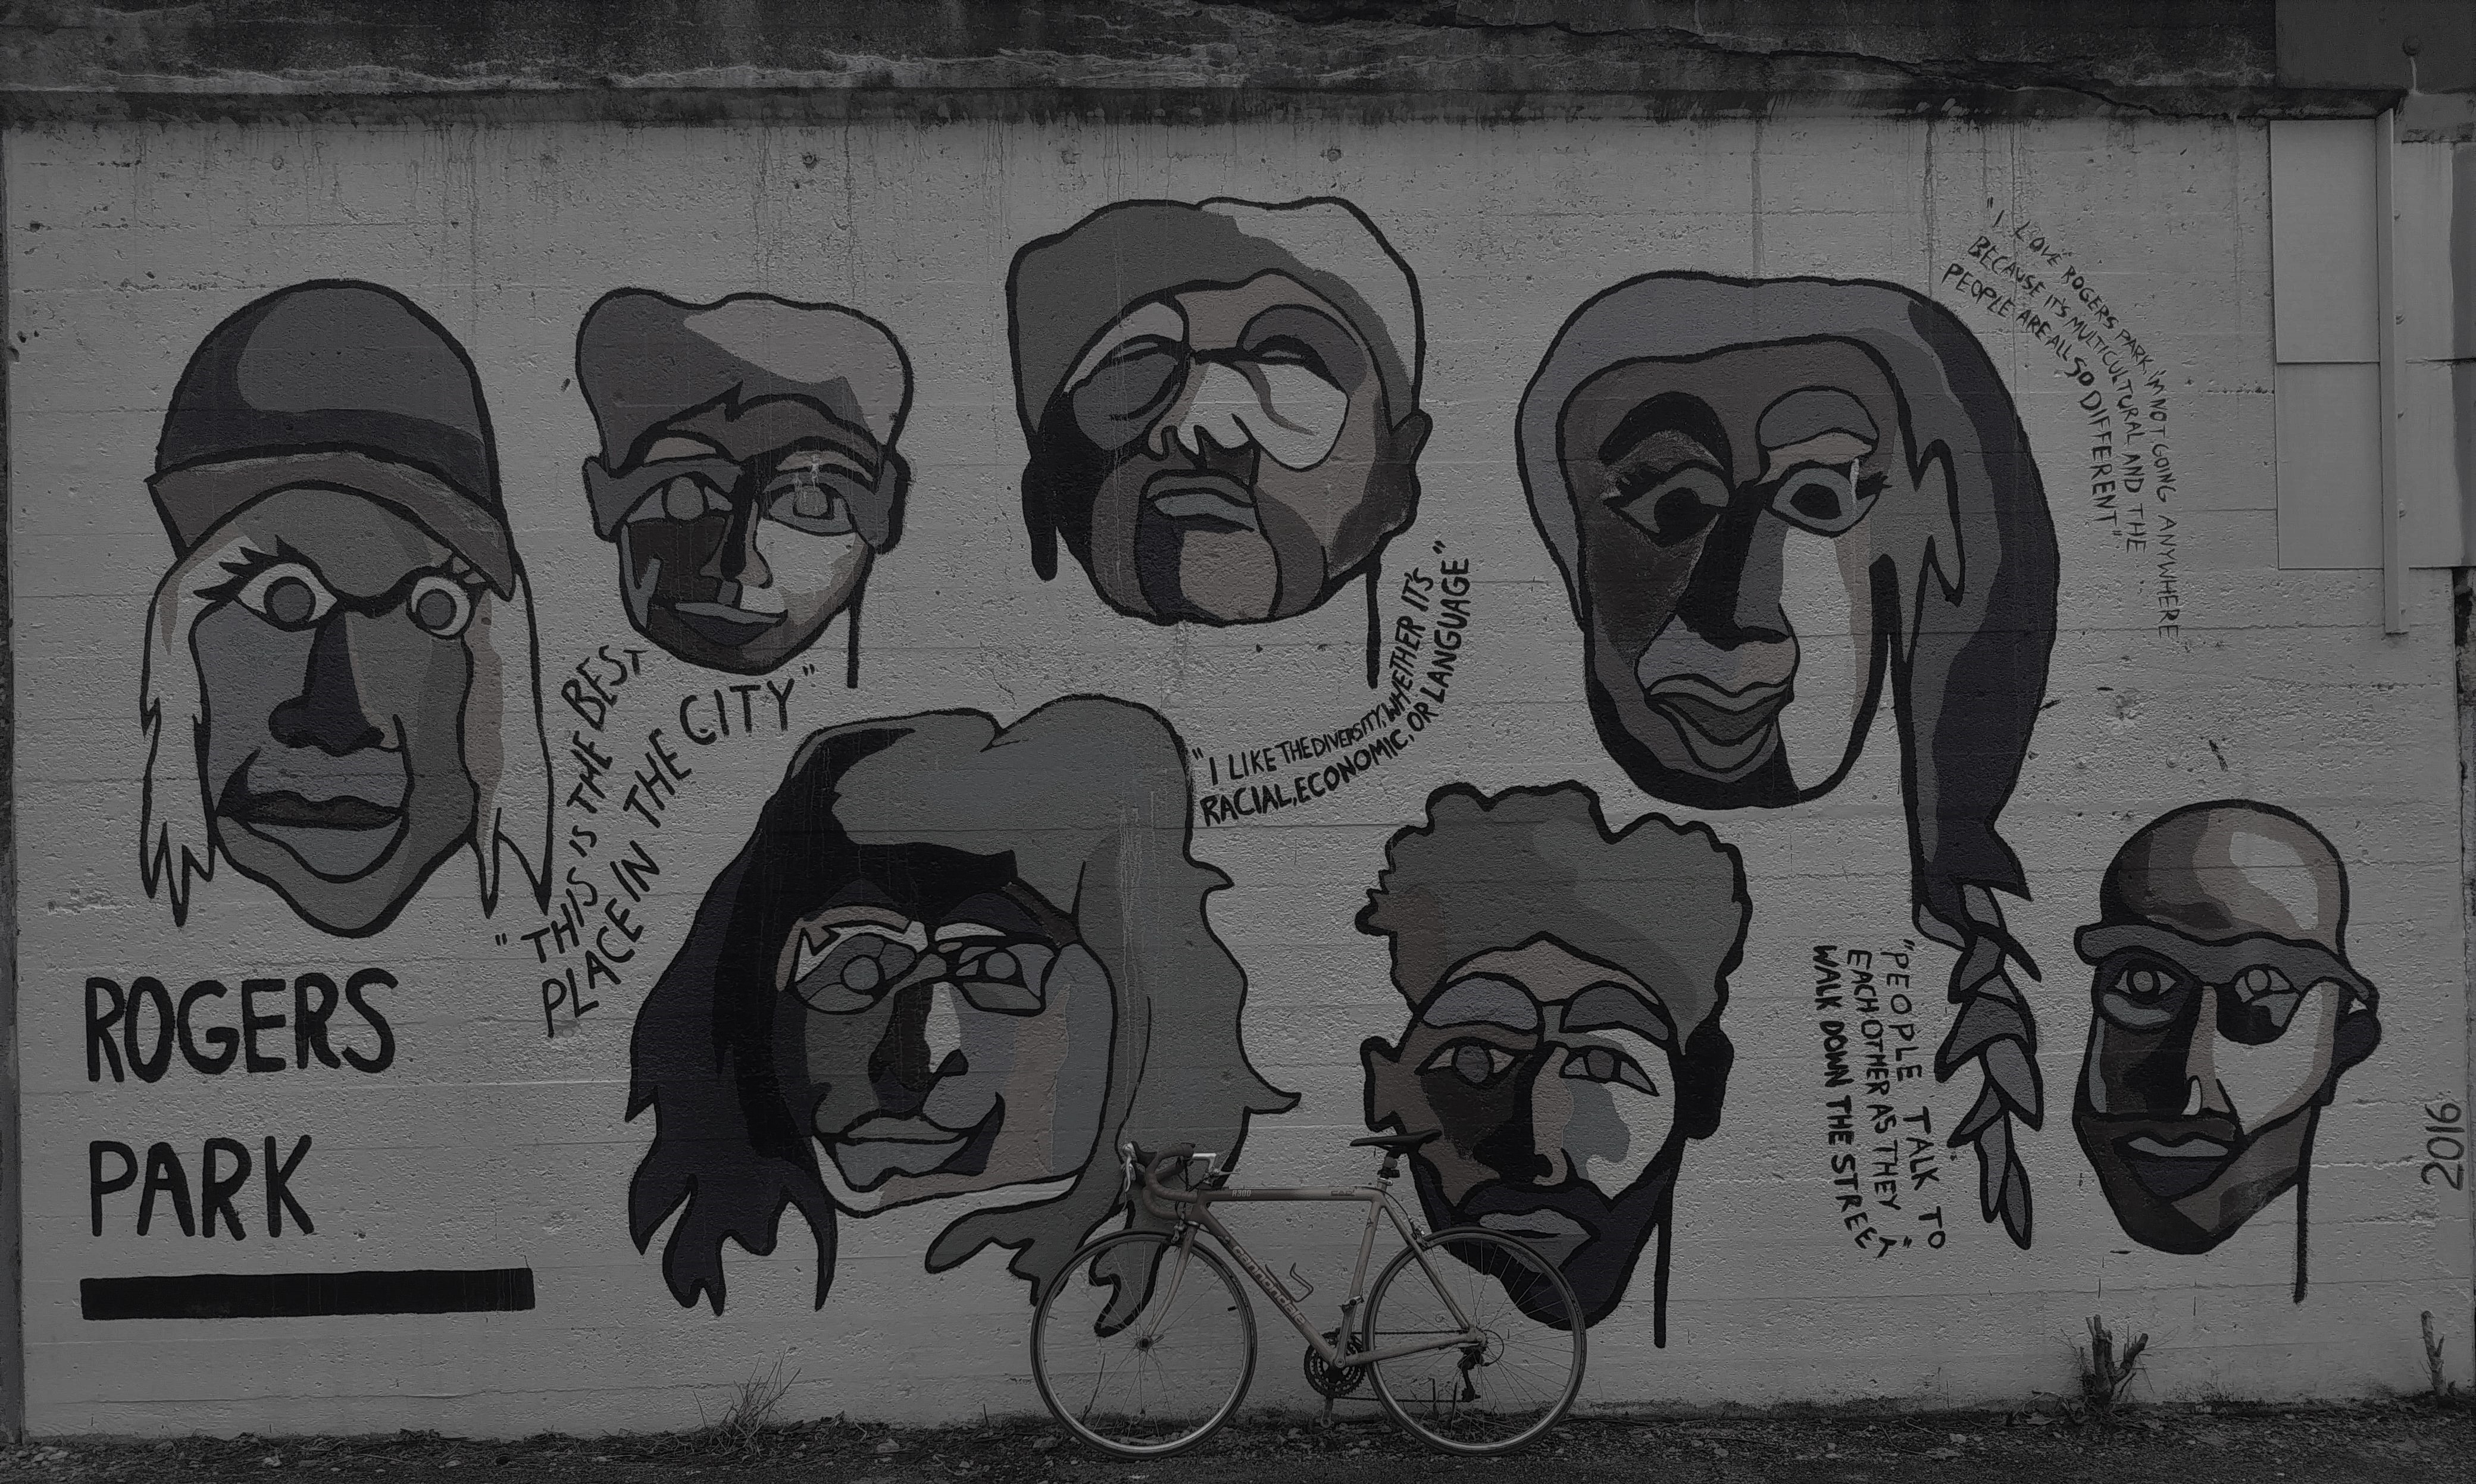 ROGERS
PARK
"THIS IS THE BEST
PLACE IN THE CITY"
"I LIKE THE DIVERSITY, WHETHER IT'S
RACIAL, ECONOMIC, OR LANGUAGE"
"I LOVE ROGERS PARK, I'M NOT GOING ANYWHERE
BECAUSE IT'S MULTICULTURAL AND THE
PEOPLE ARE ALL SO DIFFERENT"
"PEOPLE TALK TO
EACH OTHER AS THEY
WALK DOWN THE STREET"
2016
R300
cannondale